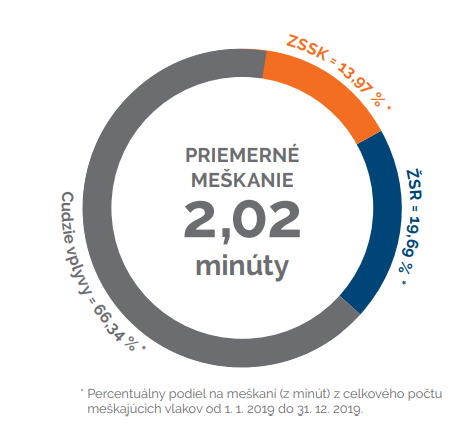 ZSSK = 13,97 % *
PRIEMERNÉ
MEŠKANIE
2,02
minúty
ŽSR = 19,69 % *
Cudzie vplyvy = 66,34 % *
* Percentuálny podiel na meškaní (z minút) z celkového počtu
meškajúcich vlakov od 1. 1. 2019 do 31. 12. 2019.